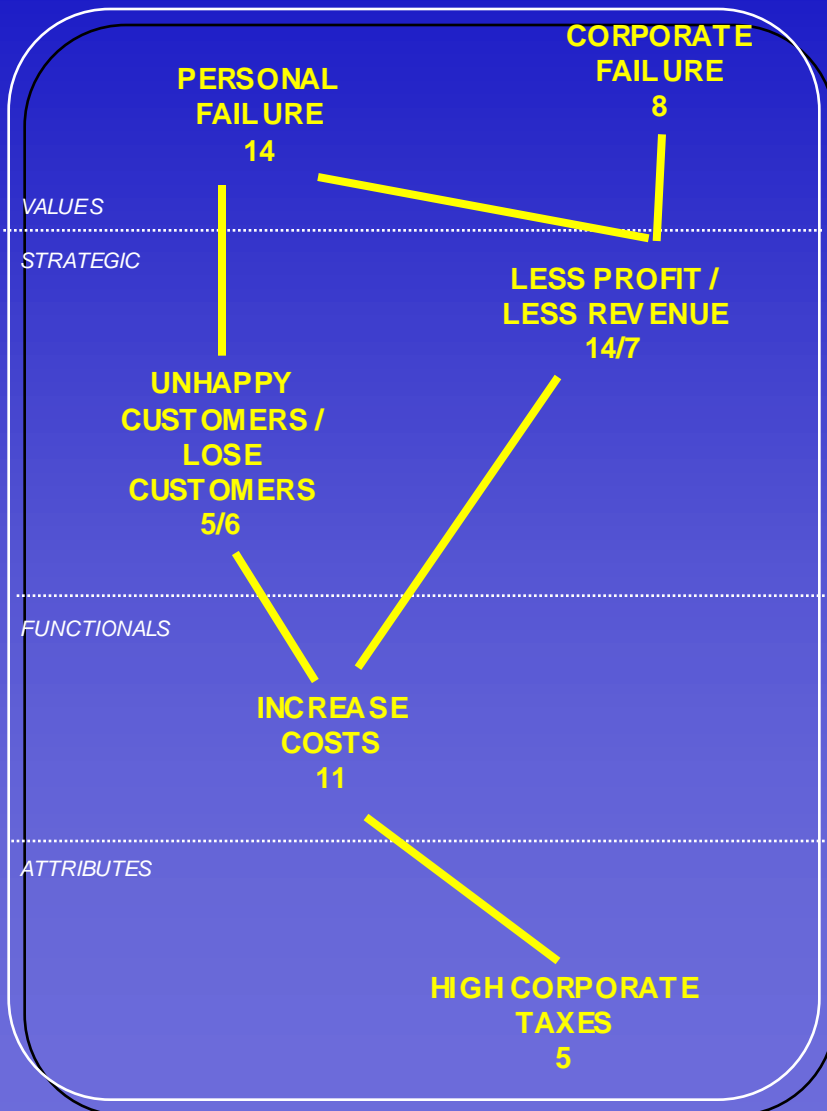 CORPORATE
FAILURE
8
PERSONAL
FAILURE
14
VALUES
STRATEGIC
LESS PROFIT /
LESS REVENUE
14/7
UNHAPPY
CUSTOMERS /
LOSE
CUSTOMERS
5/6
FUNCTIONALS
INCREASE
COSTS
11
ATTRIBUTES
HIGH CORPORATE
TAXES
5